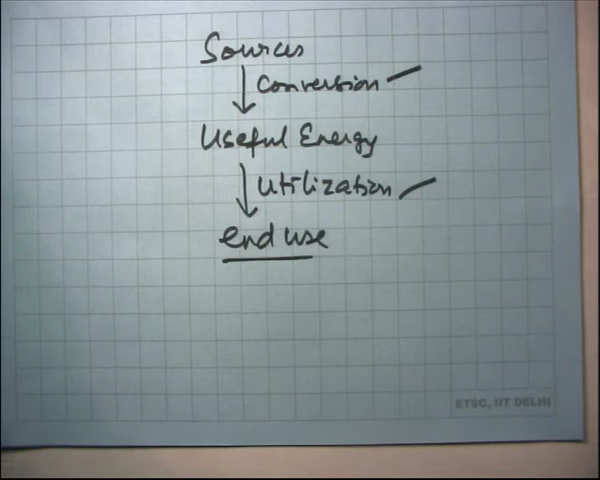 Sources
Conversion
Useful Energy
Utilization
end use
ETSC, IIT DELHI